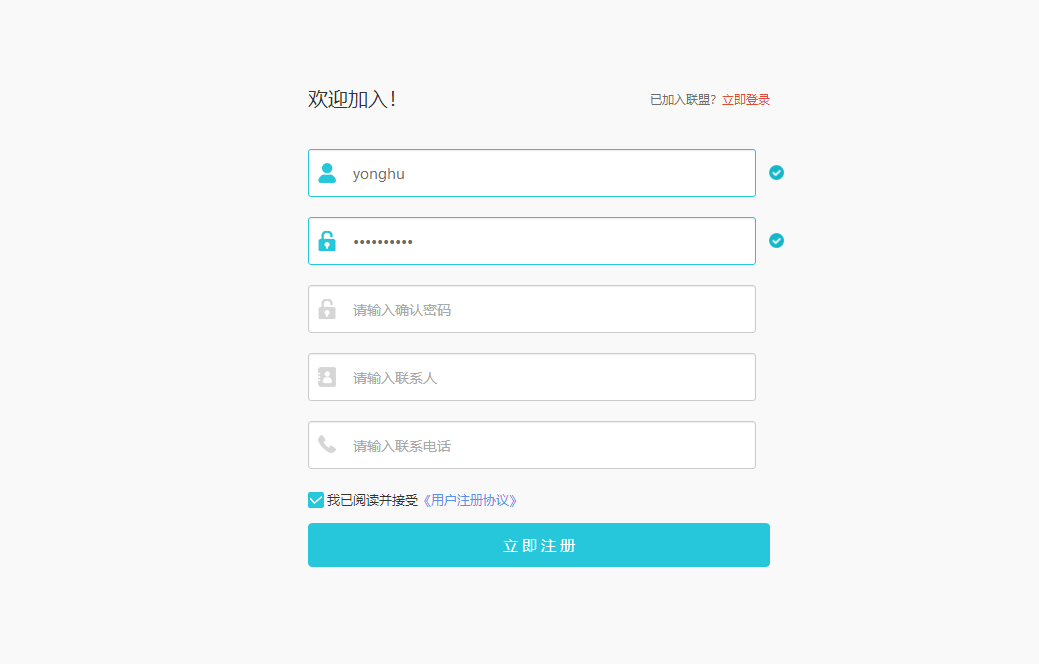 欢迎加入！
已加入联盟？立即登录
yonghu
••••••••••
请输入确认密码
请输入联系人
请输入联系电话
我已阅读并接受《用户注册协议》
立即注册